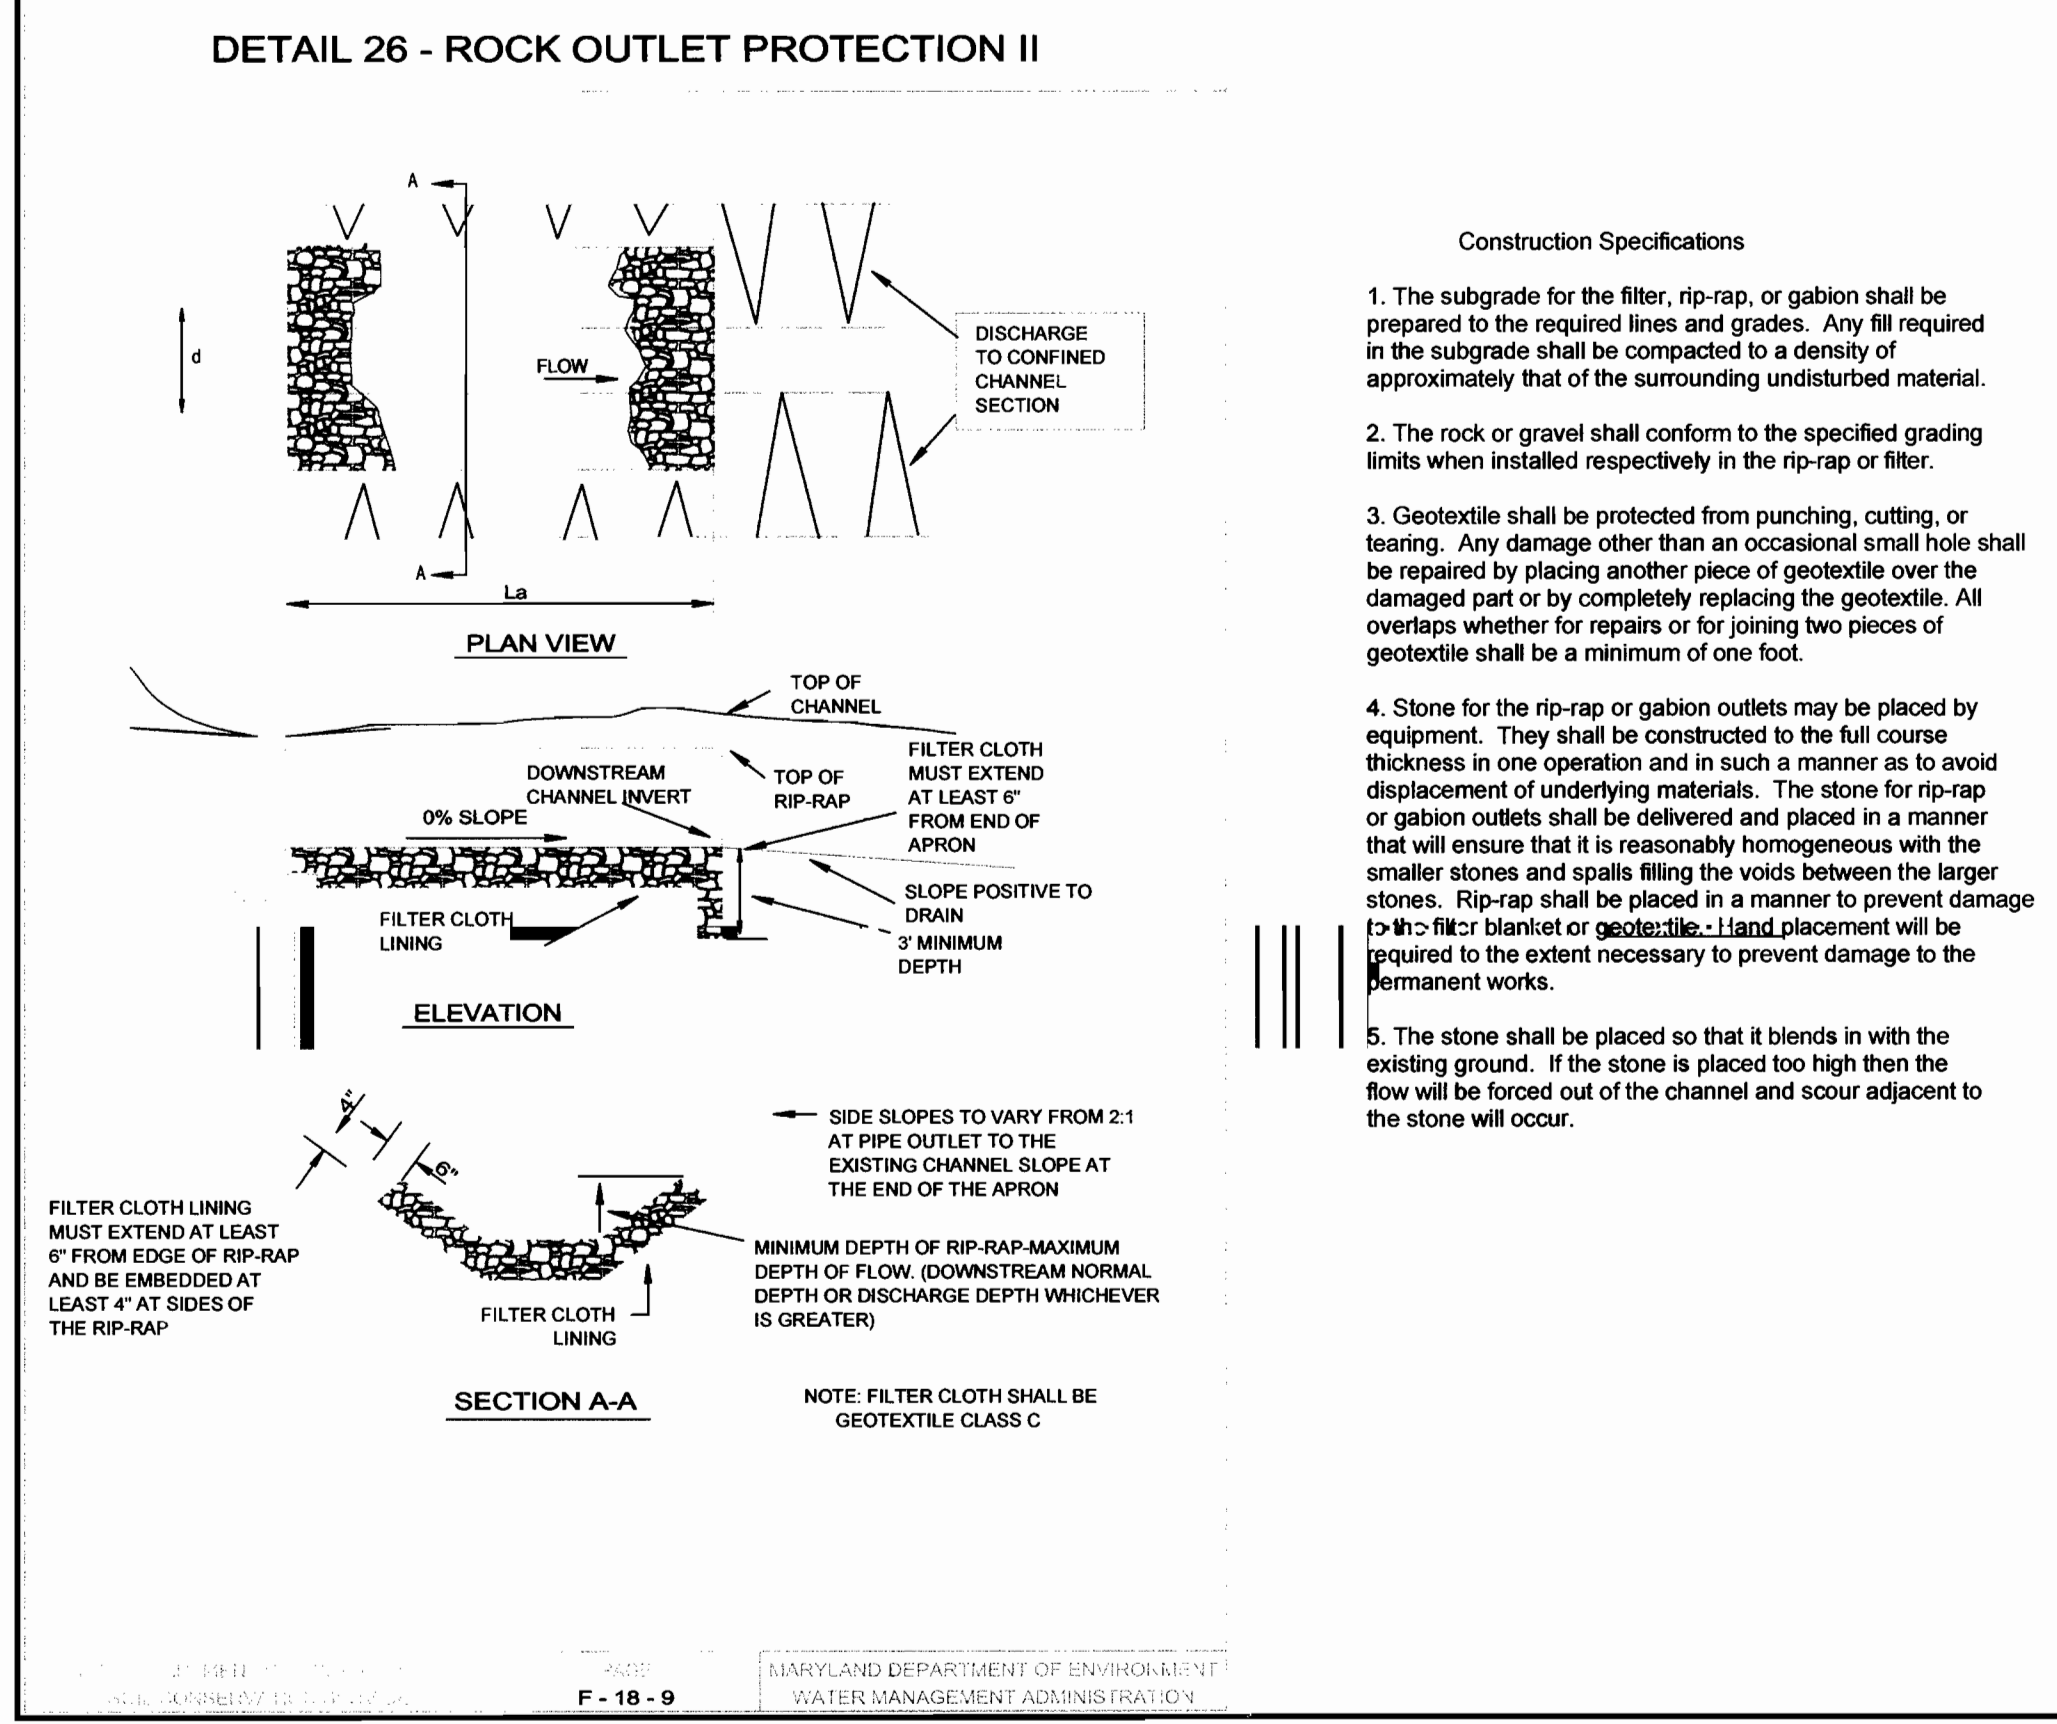 DETAIL 26 - ROCK OUTLET PROTECTION II
A
d
FLOW
DISCHARGE
TO CONFINED
CHANNEL
SECTION
A
La
PLAN VIEW
TOP OF
CHANNEL
FILTER CLOTH
MUST EXTEND
AT LEAST 6"
FROM END OF
APRON
DOWNSTREAM
CHANNEL INVERT
TOP OF
RIP-RAP
0% SLOPE
SLOPE POSITIVE TO
DRAIN
FILTER CLOTH
LINING
3' MINIMUM
DEPTH
ELEVATION
4"
6"
SIDE SLOPES TO VARY FROM 2:1
AT PIPE OUTLET TO THE
EXISTING CHANNEL SLOPE AT
THE END OF THE APRON
FILTER CLOTH LINING
MUST EXTEND AT LEAST
6" FROM EDGE OF RIP-RAP
AND BE EMBEDDED AT
LEAST 4" AT SIDES OF
THE RIP-RAP
MINIMUM DEPTH OF RIP-RAP-MAXIMUM
DEPTH OF FLOW. (DOWNSTREAM NORMAL
DEPTH OR DISCHARGE DEPTH WHICHEVER
IS GREATER)
FILTER CLOTH
LINING
SECTION A-A
NOTE: FILTER CLOTH SHALL BE
GEOTEXTILE CLASS C
PAGE
F - 18 - 9
MARYLAND DEPARTMENT OF ENVIRONMENT
WATER MANAGEMENT ADMINISTRATION
Construction Specifications
1. The subgrade for the filter, rip-rap, or gabion shall be
prepared to the required lines and grades. Any fill required
in the subgrade shall be compacted to a density of
approximately that of the surrounding undisturbed material.
2. The rock or gravel shall conform to the specified grading
limits when installed respectively in the rip-rap or filter.
3. Geotextile shall be protected from punching, cutting, or
tearing. Any damage other than an occasional small hole shall
be repaired by placing another piece of geotextile over the
damaged part or by completely replacing the geotextile. All
overlaps whether for repairs or for joining two pieces of
geotextile shall be a minimum of one foot.
4. Stone for the rip-rap or gabion outlets may be placed by
equipment. They shall be constructed to the full course
thickness in one operation and in such a manner as to avoid
displacement of underlying materials. The stone for rip-rap
or gabion outlets shall be delivered and placed in a manner
that will ensure that it is reasonably homogeneous with the
smaller stones and spalls filling the voids between the larger
stones. Rip-rap shall be placed in a manner to prevent damage
to the filter blanket or geotextile. Hand placement will be
required to the extent necessary to prevent damage to the
permanent works.
5. The stone shall be placed so that it blends in with the
existing ground. If the stone is placed too high then the
flow will be forced out of the channel and scour adjacent to
the stone will occur.